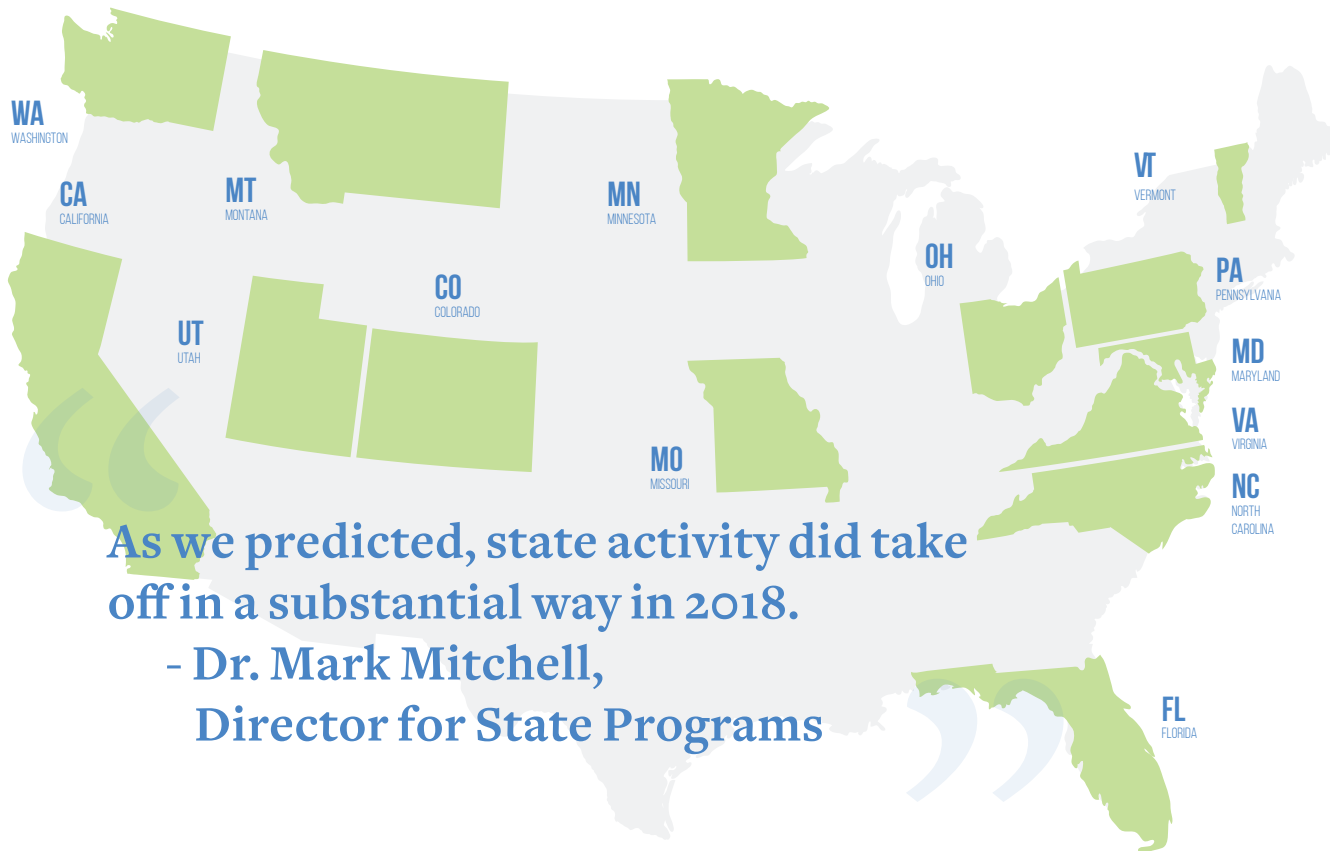 WA
WASHINGTON
CA
CALIFORNIA
MT
MONTANA
MN
MINNESOTA
VT
VERMONT
OH
OHIO
PA
PENNSYLVANIA
CO
COLORADO
UT
UTAH
MD
MARYLAND
VA
VIRGINIA
MO
MISSOURI
NC
NORTH
CAROLINA
“
As we predicted, state activity did take
off in a substantial way in 2018.
- Dr. Mark Mitchell,
Director for State Programs
”
FL
FLORIDA